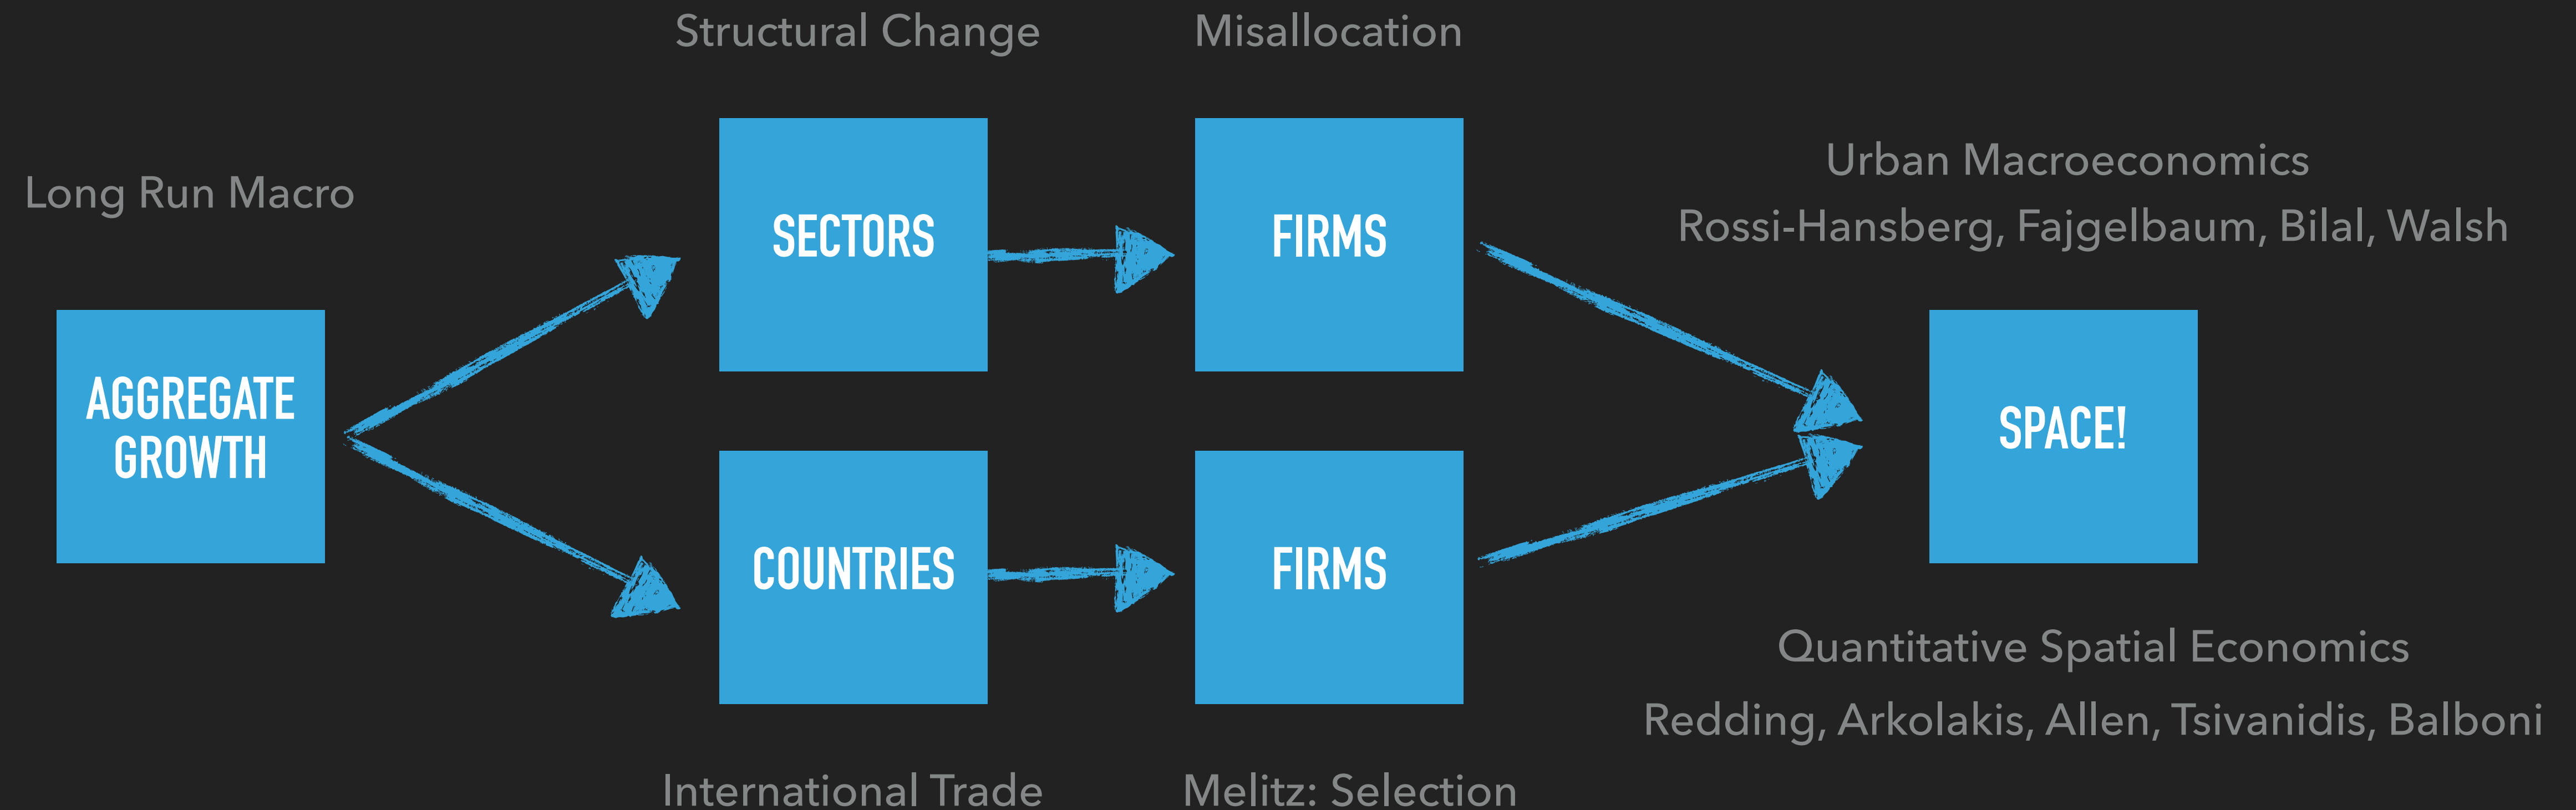 Structural Change
Misallocation
Long Run Macro
SECTORS
FIRMS
Urban Macroeconomics
Rossi-Hansberg, Fajgelbaum, Bilal, Walsh
AGGREGATE
GROWTH
SPACE!
COUNTRIES
FIRMS
Quantitative Spatial Economics
Redding, Arkolakis, Allen, Tsivanidis, Balboni
International Trade
Melitz: Selection